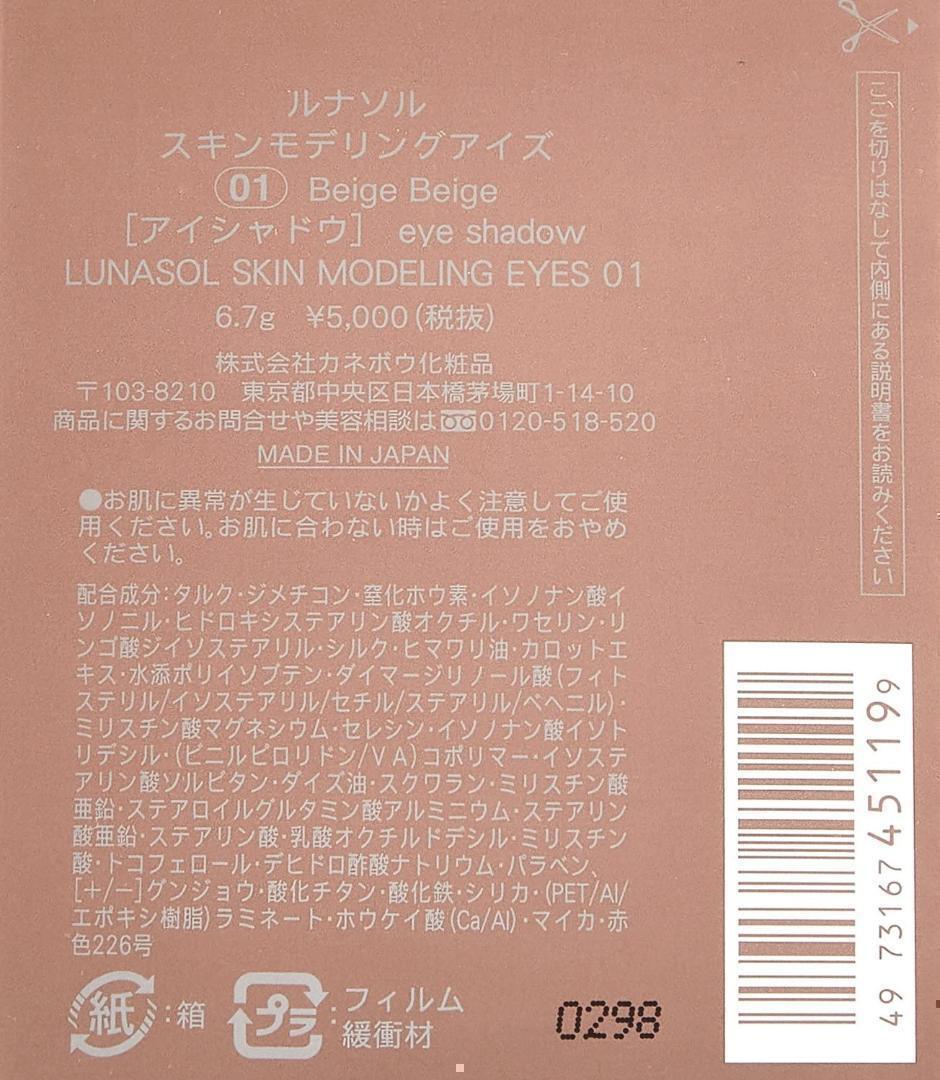 ルナソル
スキンモデリングアイズ
01 Beige Beige
[アイシャドウ] eye shadow
LUNASOL SKIN MODELING EYES 01
6.7g ¥5,000(税抜)
株式会社カネボウ化粧品
〒103-8210 東京都中央区日本橋茅場町1-14-10
商品に関するお問合せや美容相談は0120-518-520
MADE IN JAPAN
●お肌に異常が生じていないかよく注意してご使
用ください。お肌に合わない時はご使用をおやめ
ください。
配合成分:タルク・ジメチコン・窒化ホウ素・イソノナン酸イ
ソノニル・ヒドロキシステアリン酸オクチル・ワセリン・リ
ンゴ酸ジイソステアリル・シルク・ヒマワリ油・カロットエ
キス・水添ポリイソブテン・ダイマージリノール酸(フィト
ステリル/イソステアリル/セチル/ステアリル/ベヘニル)・
ミリスチン酸マグネシウム・セレシン・イソノナン酸イソト
リデシル・(ビニルピロリドン/VA)コポリマー・イソステ
アリン酸ソルビタン・ダイズ油・スクワラン・ミリスチン酸
亜鉛・ステアロイルグルタミン酸アルミニウム・ステアリン
酸亜鉛・ステアリン酸・乳酸オクチルドデシル・ミリスチン
酸・トコフェロール・デヒドロ酢酸ナトリウム・パラベン、
[+/-]グンジョウ・酸化チタン・酸化鉄・シリカ・(PET/Al/
エポキシ樹脂)ラミネート・ホウケイ酸(Ca/Al)・マイカ・赤
色226号
紙:箱
プラ:フィルム
緩衝材
0298
ここを切りはなして内側にある説明書をお読みください
49 73167 451199